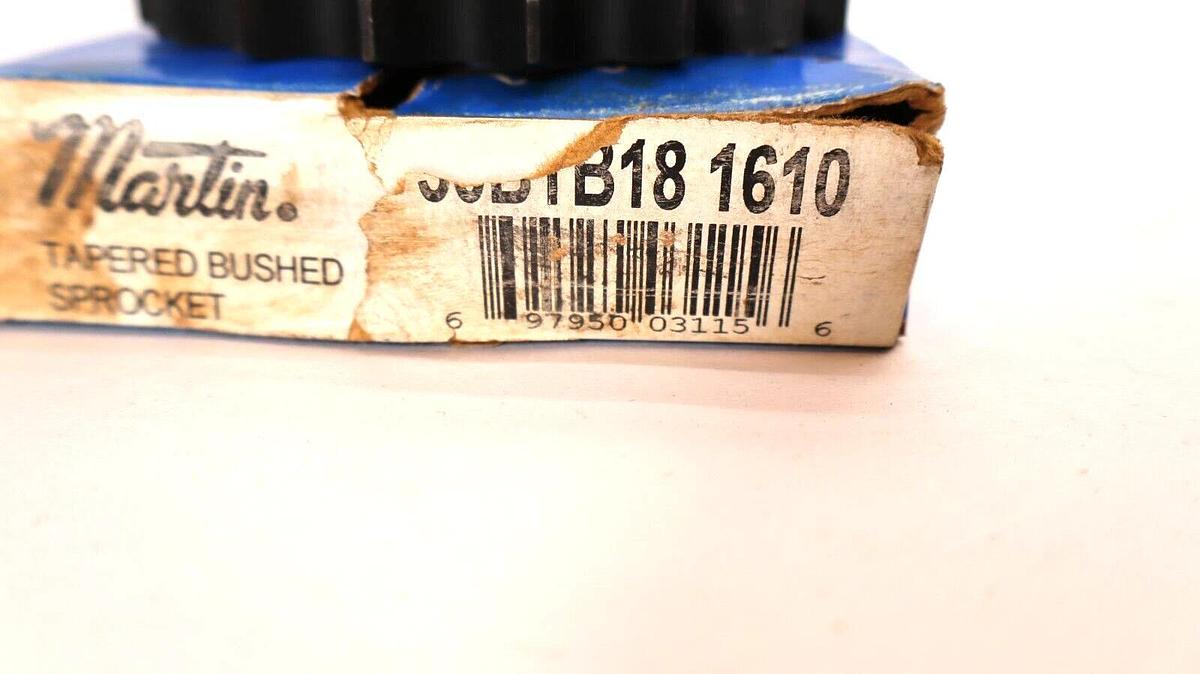 Martin®
TAPERED BUSHED
SPROCKET
1610
6 97950 03115 6